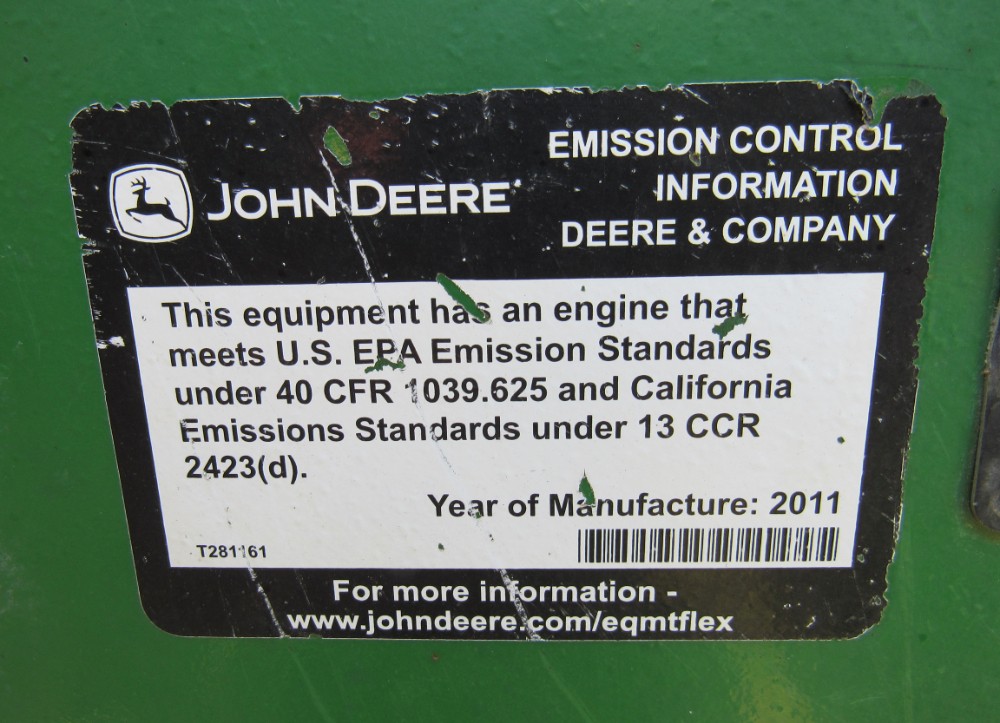 JOHN DEERE
EMISSION CONTROL
INFORMATION
DEERE & COMPANY
This equipment has an engine that
meets U.S. EPA Emission Standards
under 40 CFR 1039.625 and California
Emissions Standards under 13 CCR
2423(d).
Year of Manufacture: 2011
T281161
For more information -
www.johndeere.com/eqmtflex